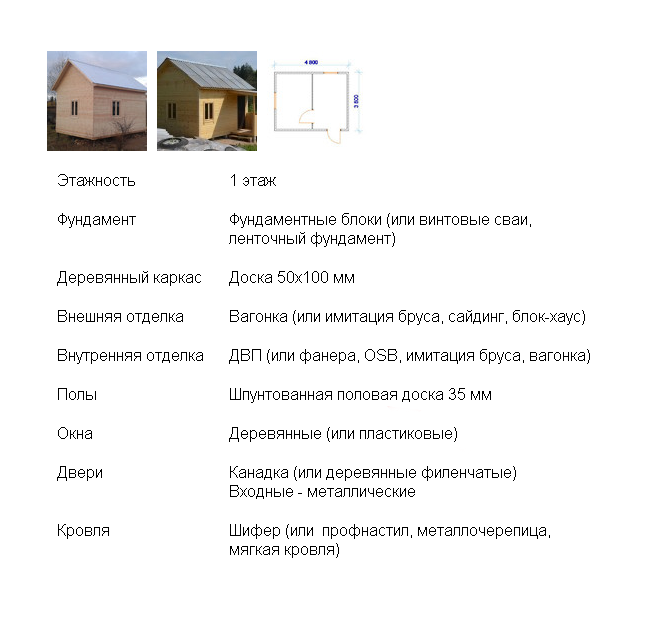 4 800
3 600
Этажность 1 этаж
Фундамент Фундаментные блоки (или винтовые сваи,
ленточный фундамент)
Деревянный каркас Доска 50х100 мм
Внешняя отделка Вагонка (или имитация бруса, сайдинг, блок-хаус)
Внутренняя отделка ДВП (или фанера, OSB, имитация бруса, вагонка)
Полы Шпунтованная половая доска 35 мм
Окна Деревянные (или пластиковые)
Двери Канадка (или деревянные филенчатые)
Входные - металлические
Кровля Шифер (или  профнастил, металлочерепица,
мягкая кровля)